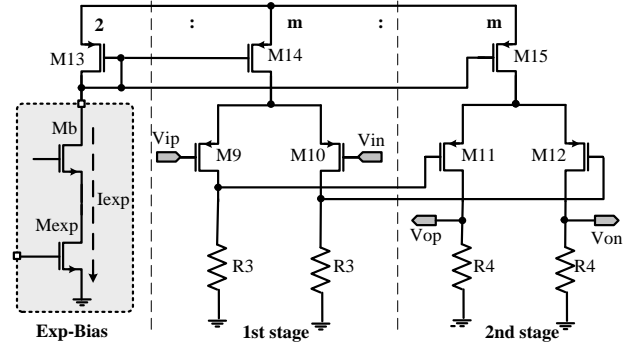 2 : m : m
M13 M14 M15
Mb
Iexp
Mexp
Vip M9 M10 Vin M11 M12
Vop Von
R3 R3 R4 R4
Exp-Bias 1st stage 2nd stage